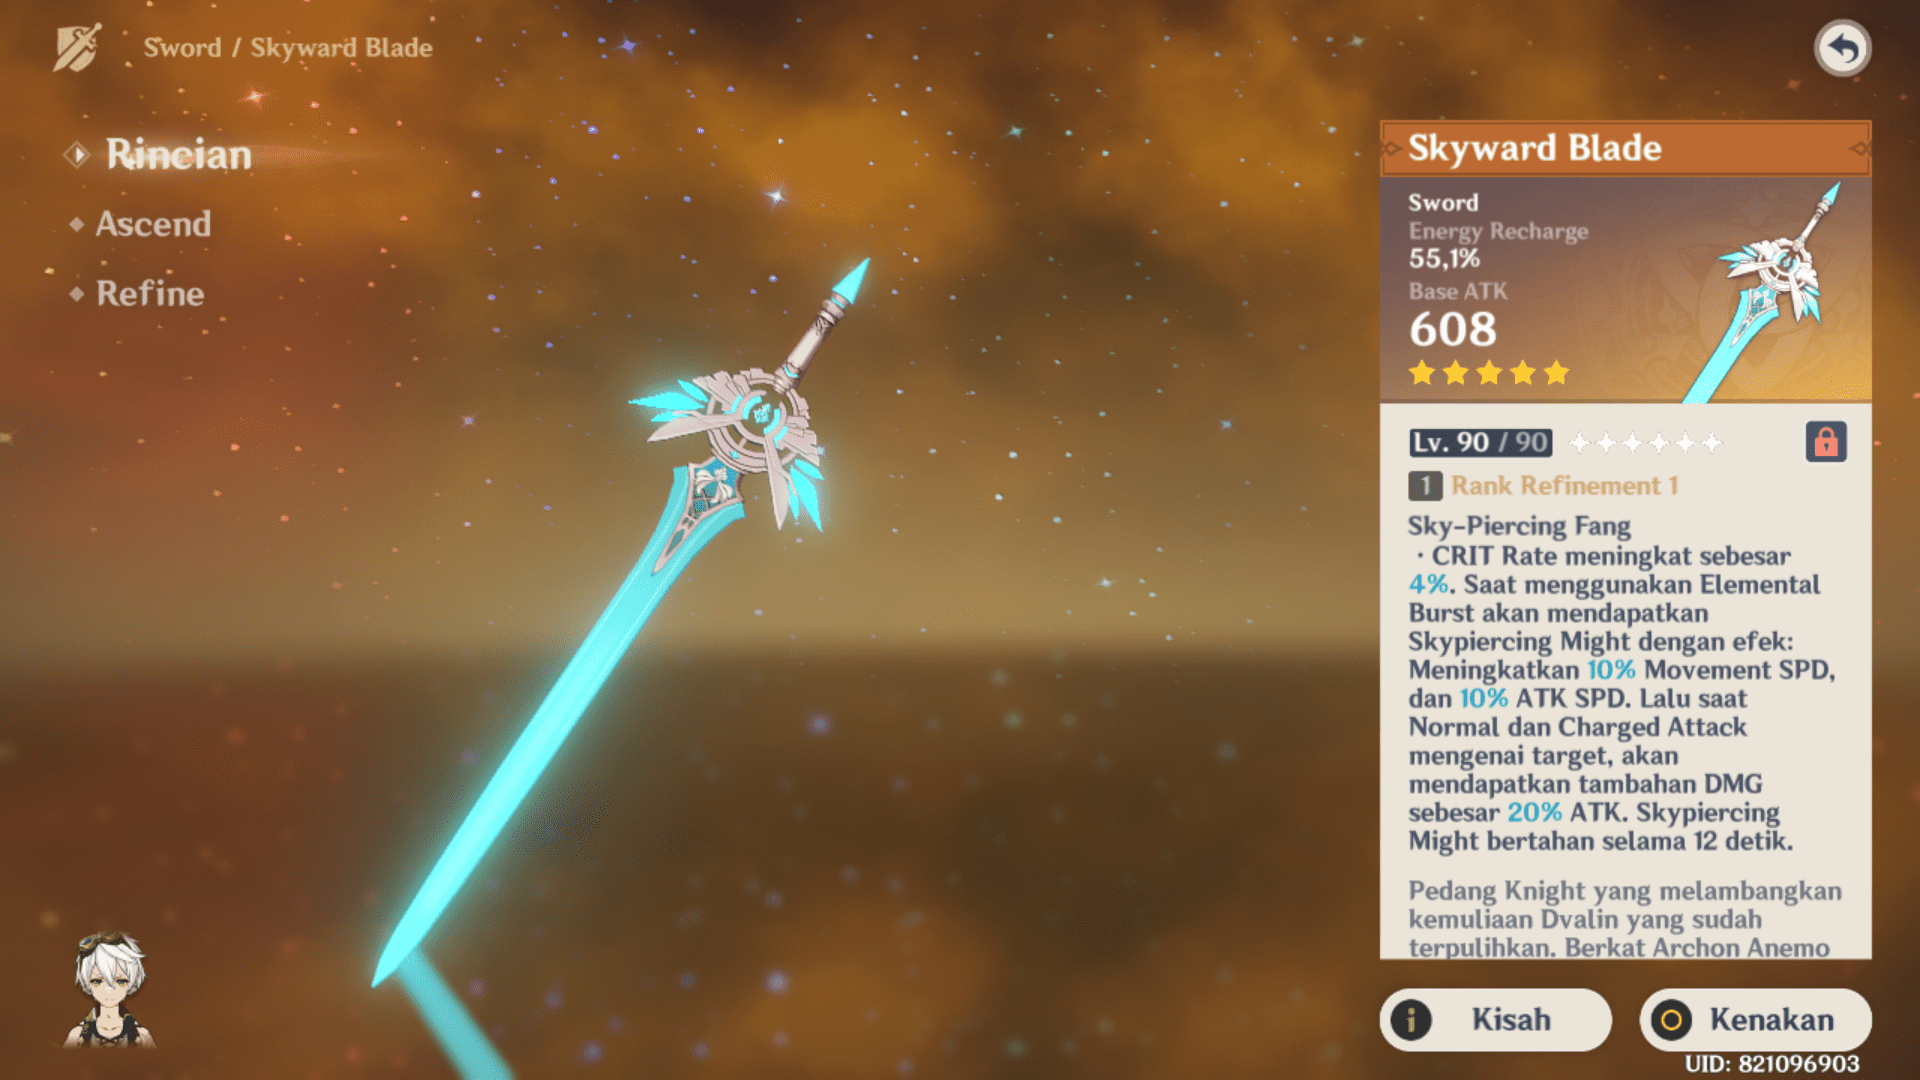 Sword / Skyward Blade
Rincian
Ascend
Refine
Skyward Blade
Sword
Energy Recharge
55,1%
Base ATK
608
Lv. 90 / 90
1 Rank Refinement 1
Sky-Piercing Fang
· CRIT Rate meningkat sebesar
4%. Saat menggunakan Elemental
Burst akan mendapatkan
Skypiercing Might dengan efek:
Meningkatkan 10% Movement SPD,
dan 10% ATK SPD. Lalu saat
Normal dan Charged Attack
mengenai target, akan
mendapatkan tambahan DMG
sebesar 20% ATK. Skypiercing
Might bertahan selama 12 detik.
Pedang Knight yang melambangkan
kemuliaan Dvalin yang sudah
terpulihkan. Berkat Archon Anemo
Kisah
Kenakan
UID: 821096903